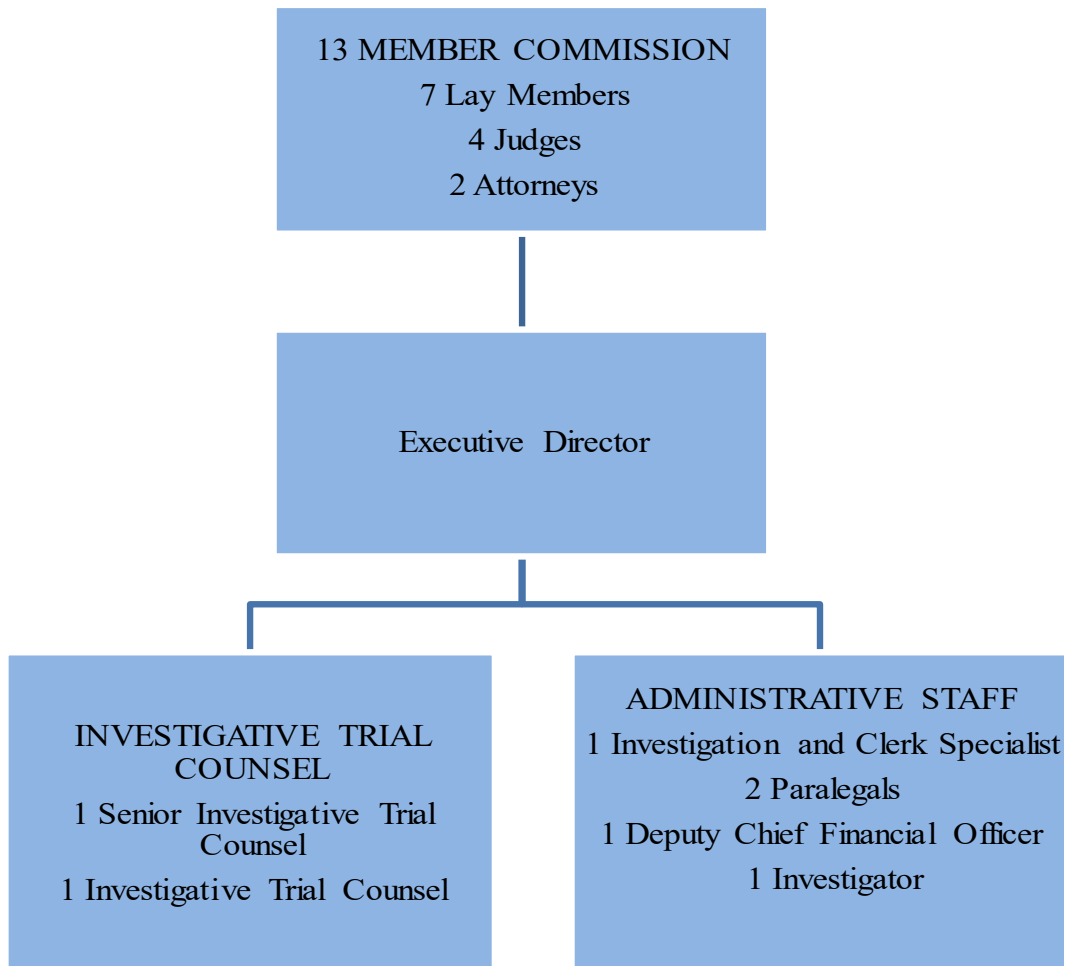 13 MEMBER COMMISSION
7 Lay Members
4 Judges
2 Attorneys
Executive Director
INVESTIGATIVE TRIAL
COUNSEL
1 Senior Investigative Trial
Counsel
1 Investigative Trial Counsel
ADMINISTRATIVE STAFF
1 Investigation and Clerk Specialist
2 Paralegals
1 Deputy Chief Financial Officer
1 Investigator